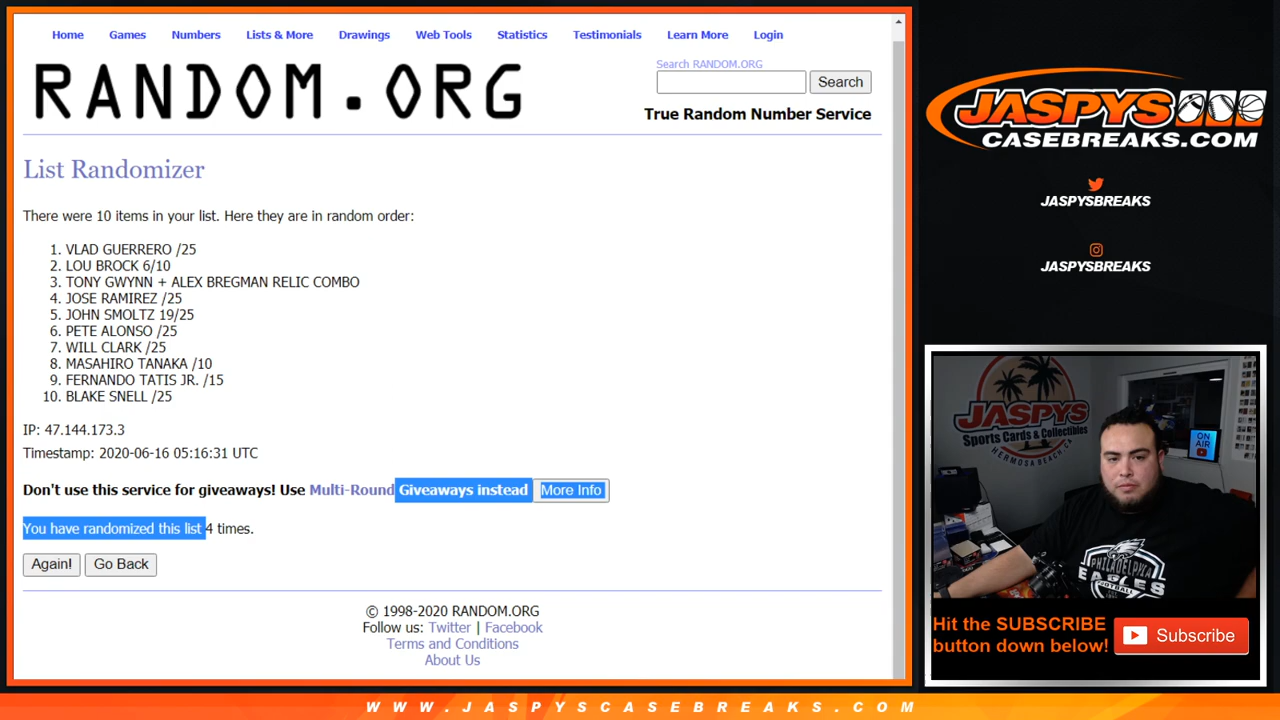 Home Games Numbers Lists & More Drawings Web Tools Statistics Testimonials Learn More Login
RANDOM.ORG
Search RANDOM.ORG
Search
True Random Number Service
List Randomizer
There were 10 items in your list. Here they are in random order:
1. VLAD GUERRERO /25
2. LOU BROCK 6/10
3. TONY GWYNN + ALEX BREGMAN RELIC COMBO
4. JOSE RAMIREZ /25
5. JOHN SMOLTZ 19/25
6. PETE ALONSO /25
7. WILL CLARK /25
8. MASAHIRO TANAKA /10
9. FERNANDO TATIS JR. /15
10. BLAKE SNELL /25
IP: 47.144.173.3
Timestamp: 2020-06-16 05:16:31 UTC
Don't use this service for giveaways! Use Multi-Round Giveaways instead More Info
You have randomized this list 4 times.
Again! Go Back
© 1998-2020 RANDOM.ORG
Follow us: Twitter | Facebook
Terms and Conditions
About Us
JASPYS
CASEBREAKS.COM
JASPYSBREAKS
JASPYSBREAKS
JASPYS
Sports Cards & Collectibles
HERMOSA BEACH, CA
ON
AIR
PHILADELPHIA
EAGLES
FOOTBALL
Hit the SUBSCRIBE
button down below!
Subscribe
WWW.JASPYSCASEBREAKS.COM